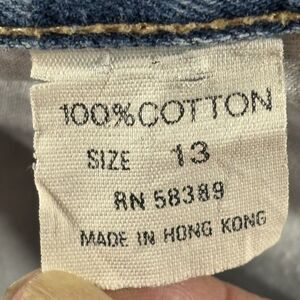 100% COTTON
SIZE 13
RN 58389
MADE IN HONG KONG